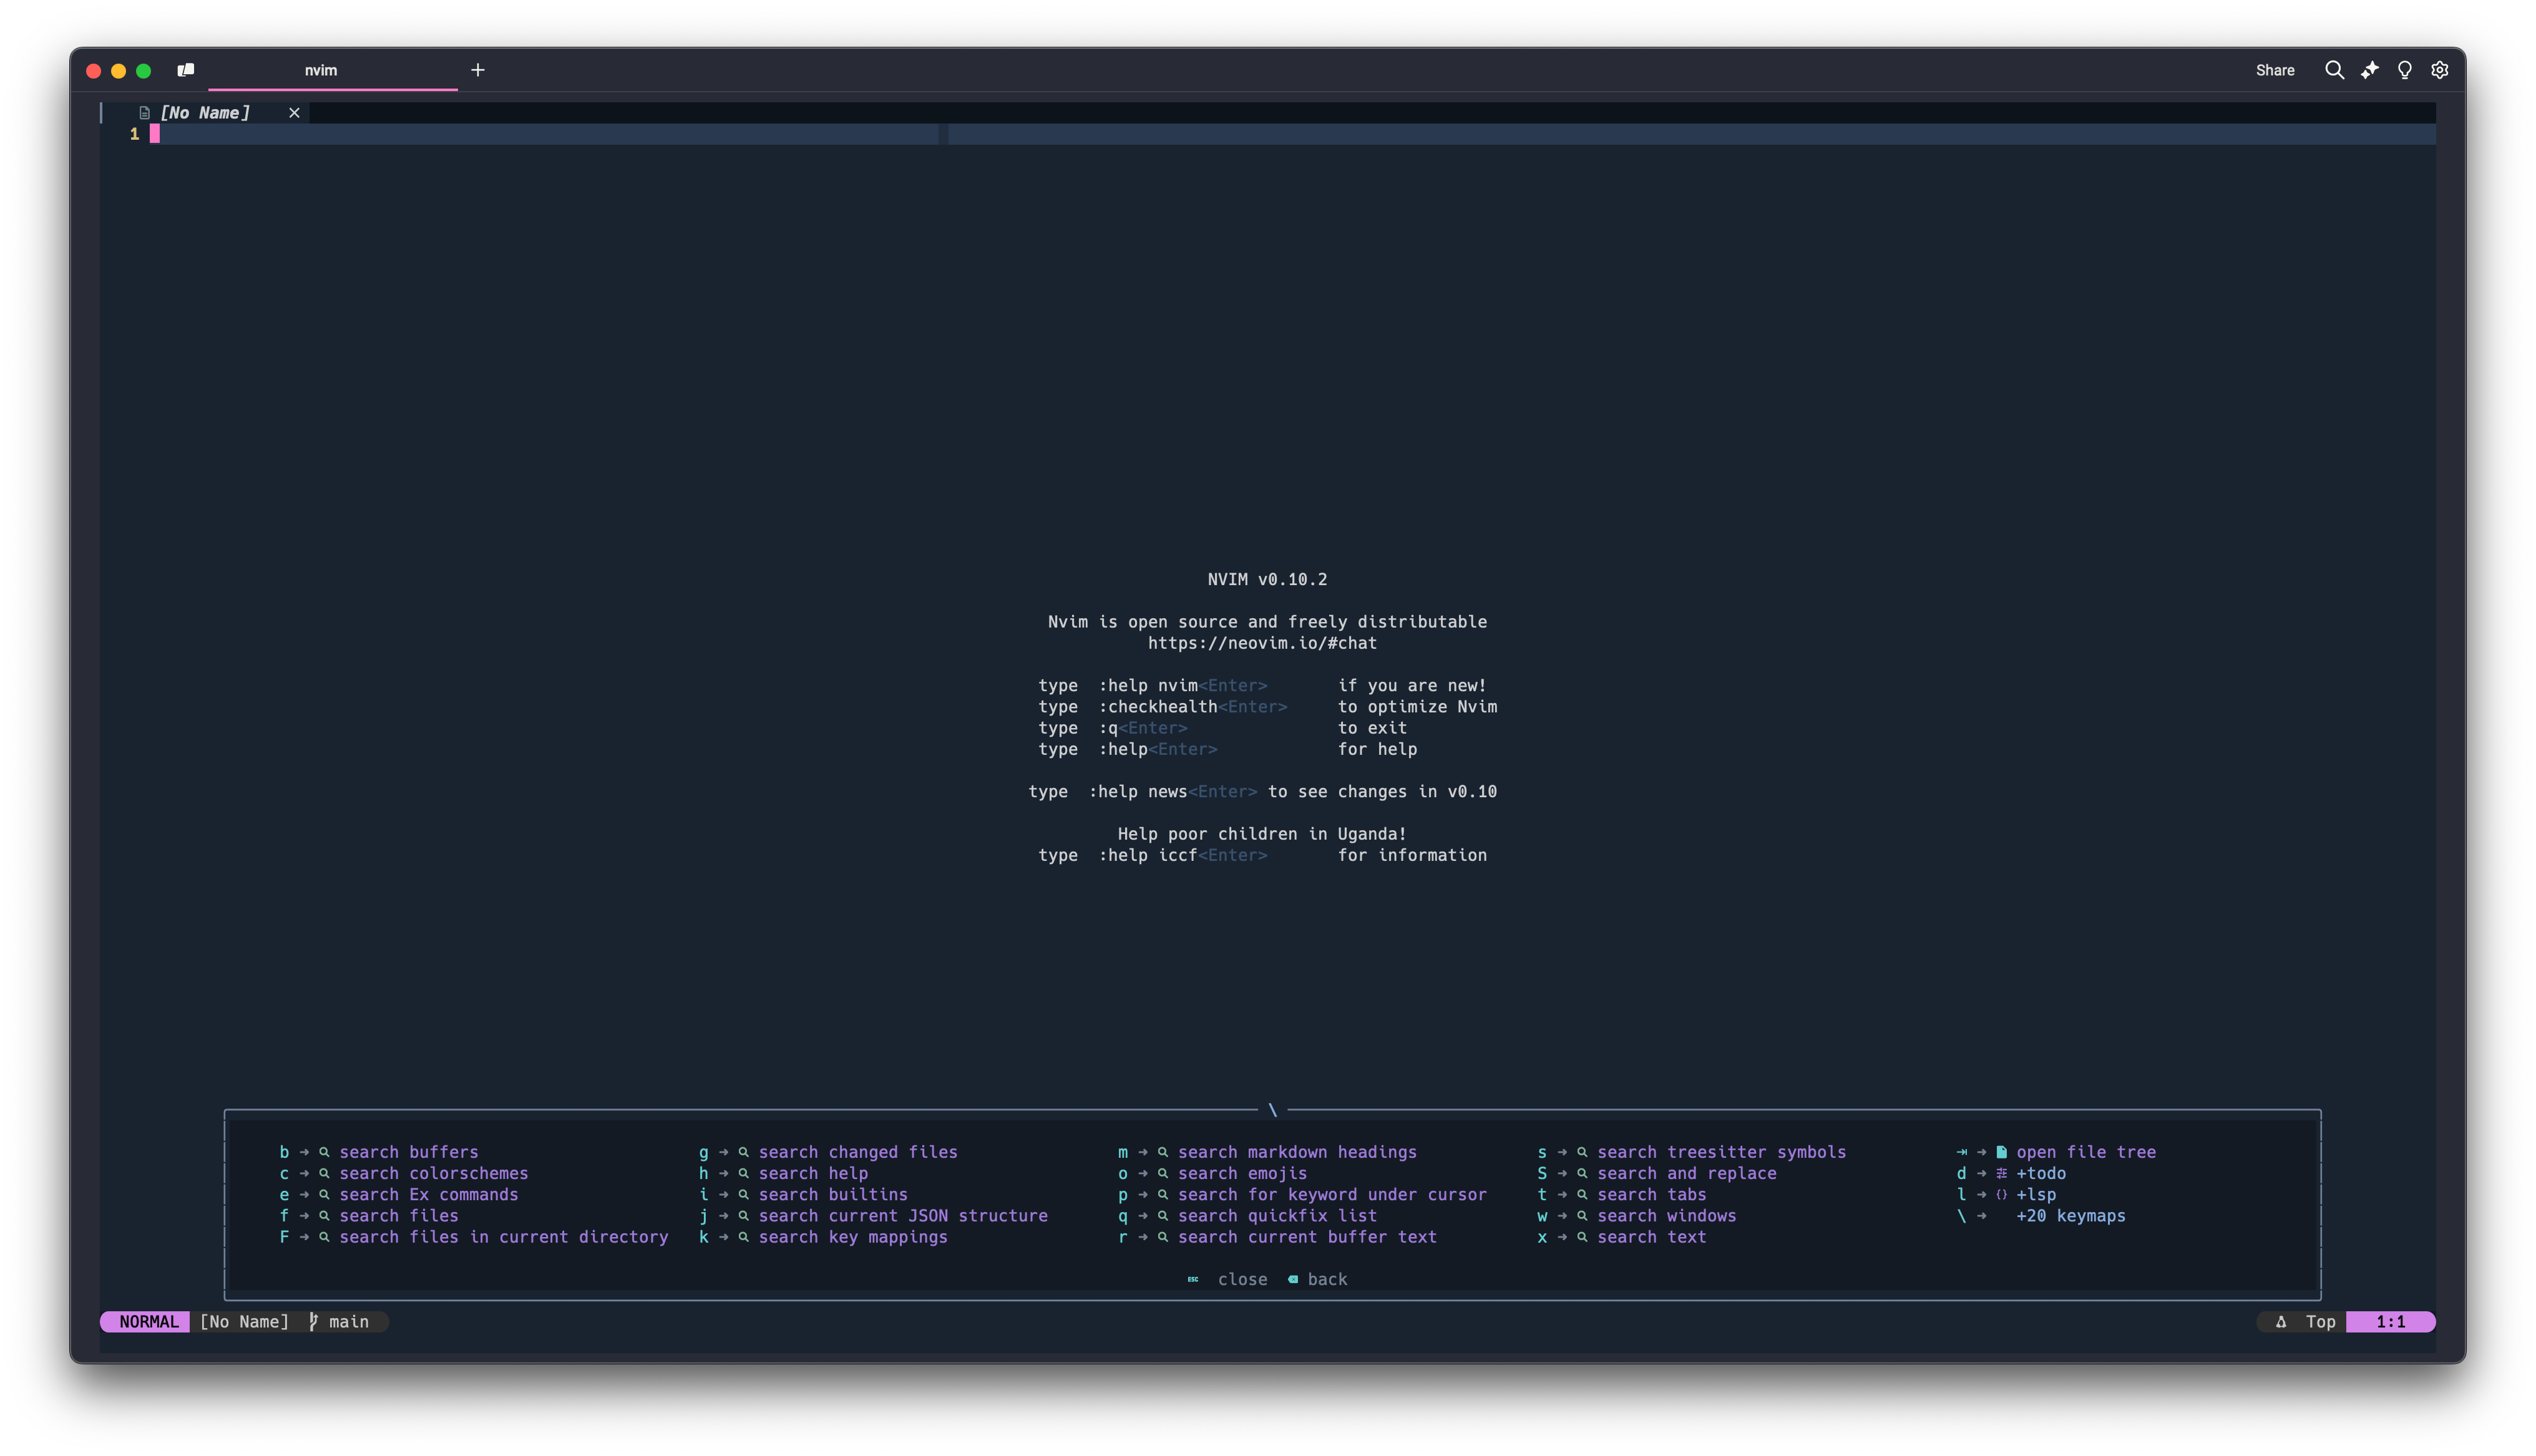 nvim
Share
[No Name]
1
NVIM v0.10.2
Nvim is open source and freely distributable
https://neovim.io/#chat
type :help nvim<Enter> if you are new!
type :checkhealth<Enter> to optimize Nvim
type :q<Enter> to exit
type :help<Enter> for help
type :help news<Enter> to see changes in v0.10
Help poor children in Uganda!
type :help iccf<Enter> for information
\
b → search buffers
c → search colorschemes
e → search Ex commands
f → search files
F → search files in current directory
g → search changed files
h → search help
i → search builtins
j → search current JSON structure
k → search key mappings
m → search markdown headings
o → search emojis
p → search for keyword under cursor
q → search quickfix list
r → search current buffer text
s → search treesitter symbols
S → search and replace
t → search tabs
w → search windows
x → search text
⇥ → open file tree
d → +todo
l → {} +lsp
\ → +20 keymaps
ESC close back
NORMAL [No Name] main
Top 1:1